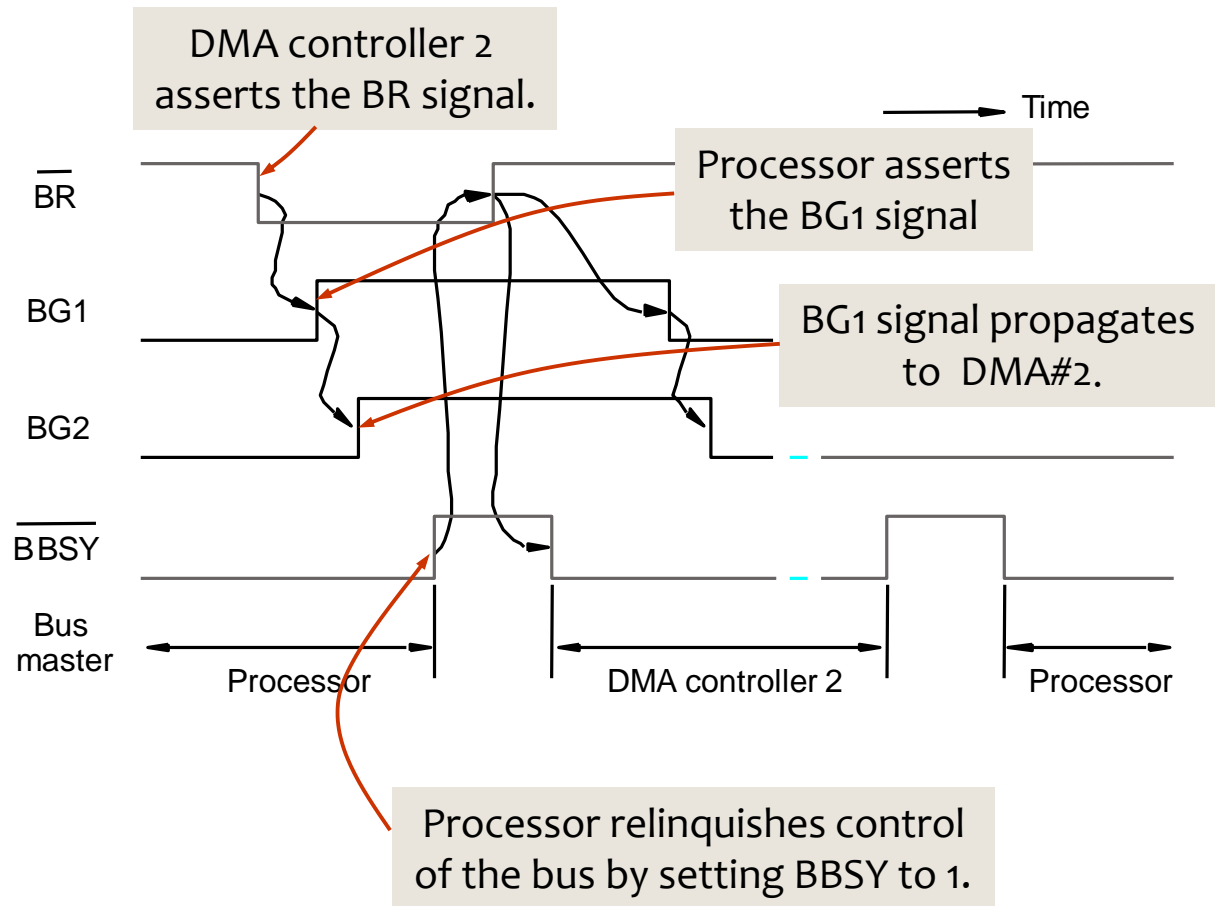 DMA controller 2
asserts the BR signal.
Time
BR
Processor asserts
the BG1 signal
BG1
BG1 signal propagates
to DMA#2.
BG2
BBSY
Bus
master
Processor
DMA controller 2
Processor
Processor relinquishes control
of the bus by setting BBSY to 1.